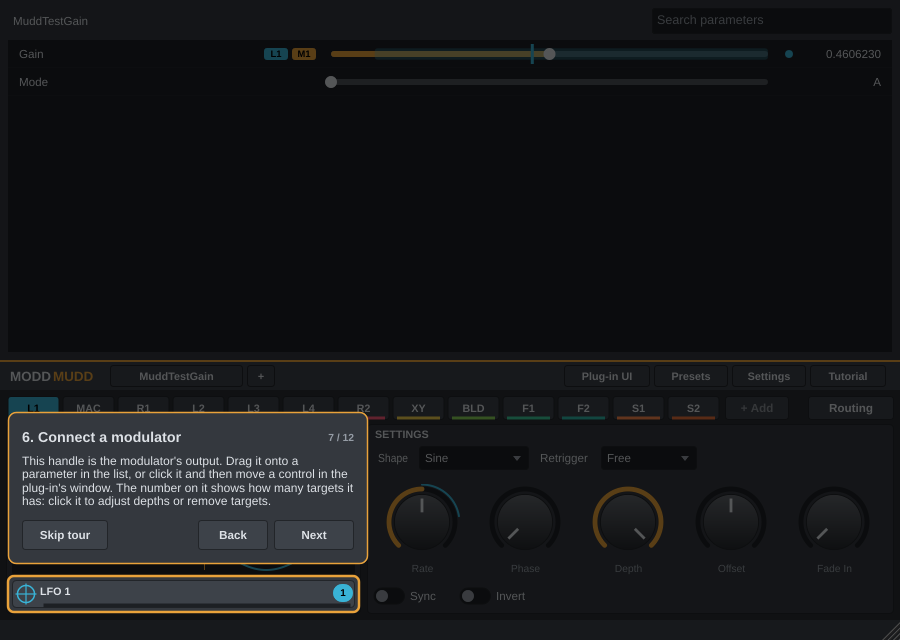 MuddTestGain
Search parameters
Gain L1 M1 0.4606230
Mode A
MODD MUDD MuddTestGain + Plug-in UI Presets Settings Tutorial
L1 MAC R1 L2 L3 L4 R2 XY BLD F1 F2 S1 S2 + Add Routing
6. Connect a modulator 7 / 12
This handle is the modulator's output. Drag it onto a
parameter in the list, or click it and then move a control in the
plug-in's window. The number on it shows how many targets it
has: click it to adjust depths or remove targets.
Skip tour Back Next
LFO 1 1
SETTINGS
Shape Sine Retrigger Free
Rate Phase Depth Offset Fade In
Sync Invert